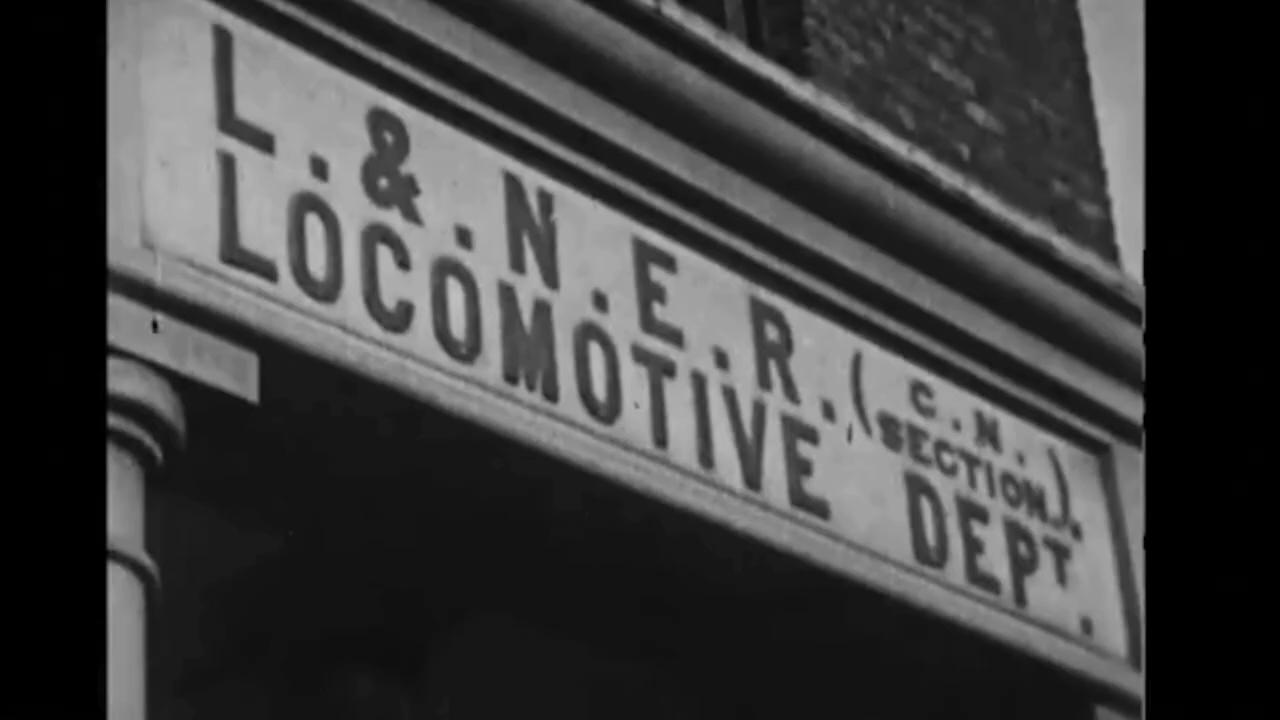 L. & . N. E. R. (C. N. SECTION).
LOCOMOTIVE DEPT.